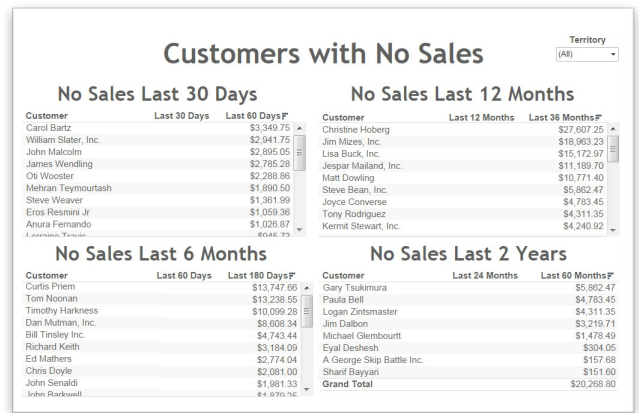 Customers with No Sales
Territory
(All)
No Sales Last 30 Days
Customer Last 30 Days Last 60 Days
Carol Bartz $3,349.75
William Slater, Inc. $2,941.75
John Malcolm $2,895.05
James Wendling $2,785.28
Oti Wooster $2,288.86
Mehran Teymourtash $1,890.50
Steve Weaver $1,361.99
Eros Resmini Jr $1,059.36
Anura Fernando $1,026.87
Lorraine Travis $945.73
No Sales Last 12 Months
Customer Last 12 Months Last 36 Months
Christine Hoberg $27,607.25
Jim Mizes, Inc. $18,963.23
Lisa Buck, Inc. $15,172.97
Jespar Mailand, Inc. $11,189.70
Matt Dowling $10,771.40
Steve Bean, Inc. $5,862.47
Joyce Converse $4,783.45
Tony Rodriguez $4,311.35
Kermit Stewart, Inc. $4,240.92
No Sales Last 6 Months
Customer Last 60 Days Last 180 Days
Curtis Priem $13,747.66
Tom Noonan $13,238.55
Timothy Harkness $10,099.28
Dan Mutman, Inc. $8,608.34
Bill Tinsley Inc. $4,743.44
Richard Keith $3,184.09
Ed Mathers $2,774.04
Chris Doyle $2,081.00
John Senaldi $1,981.33
John Barkwell $1,879.25
No Sales Last 2 Years
Customer Last 24 Months Last 60 Months
Gary Tsukimura $5,862.47
Paula Bell $4,783.45
Logan Zintsmaster $4,311.35
Jim Dalbon $3,219.71
Michael Glembourtt $1,478.49
Eyal Deshesh $304.05
A George Skip Battle Inc. $157.68
Sharif Bayyari $151.60
Grand Total $20,268.80